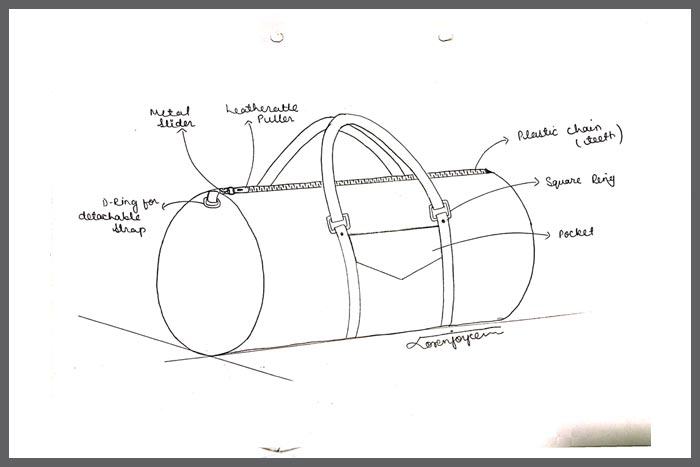 Metal
Slider
Leatherette
Puller
Plastic chain
(teeth)
D-Ring for
detachable
Strap
Square Ring
Pocket